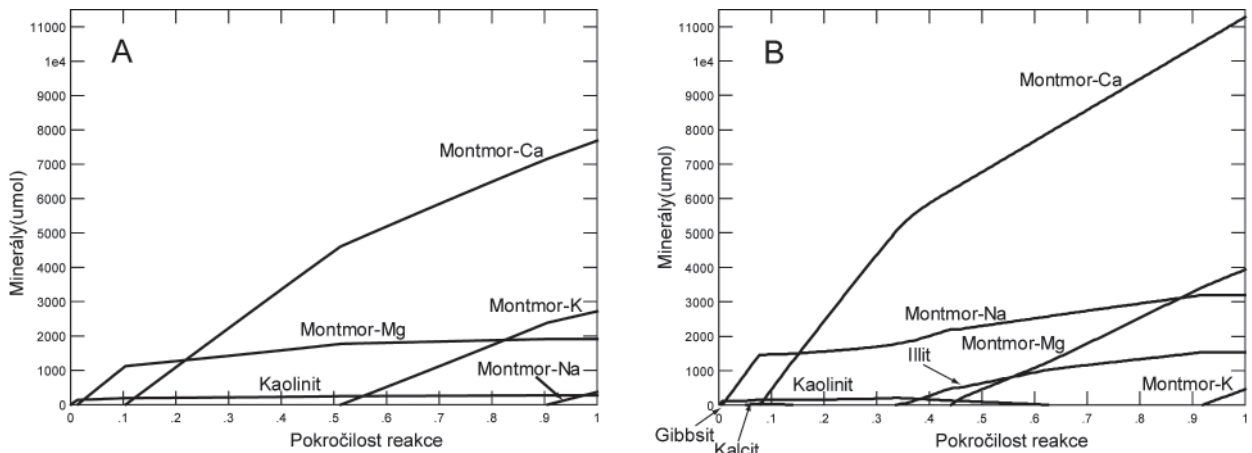 A
Minerály(umol)
1e4
9000
8000
7000
6000
5000
4000
3000
2000
1000
0
Montmor-Ca
Montmor-K
Montmor-Mg
Montmor-Na
Kaolinit
0 .1 .2 .3 .4 .5 .6 .7 .8 .9 1
Pokročilost reakce
B
Minerály(umol)
11000
1e4
9000
8000
7000
6000
5000
4000
3000
2000
1000
0
Montmor-Ca
Montmor-Na
Montmor-Mg
Illit
Kaolinit
Montmor-K
0 .1 .2 .3 .4 .5 .6 .7 .8 .9 1
Gibbsit
Kalcit
Pokročilost reakce